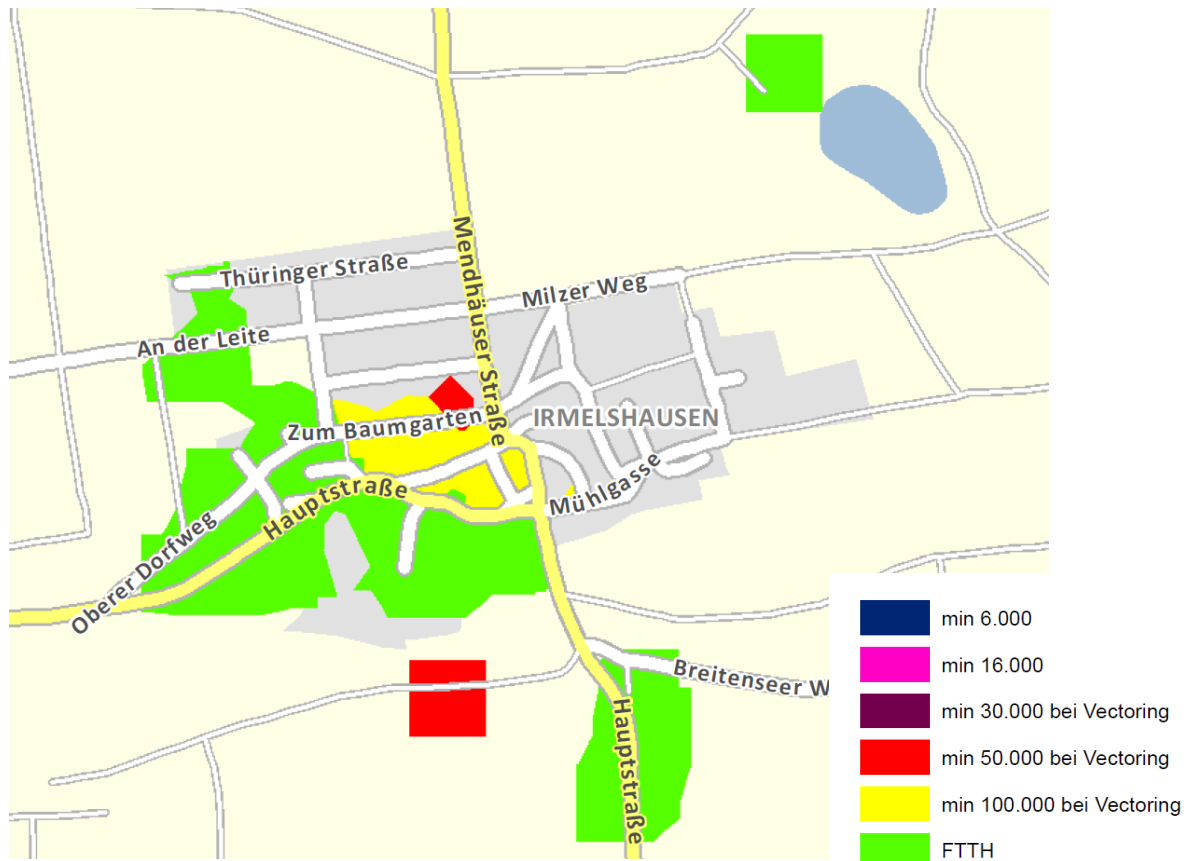 Thüringer Straße
Mendhäuser Straße
Milzer Weg
An der Leite
IRMELSHAUSEN
Zum Baumgarten
Mühlgasse
Hauptstraße
Oberer Dorfweg
Breitenseer W
Hauptstraße
min 6.000
min 16.000
min 30.000 bei Vectoring
min 50.000 bei Vectoring
min 100.000 bei Vectoring
FTTH